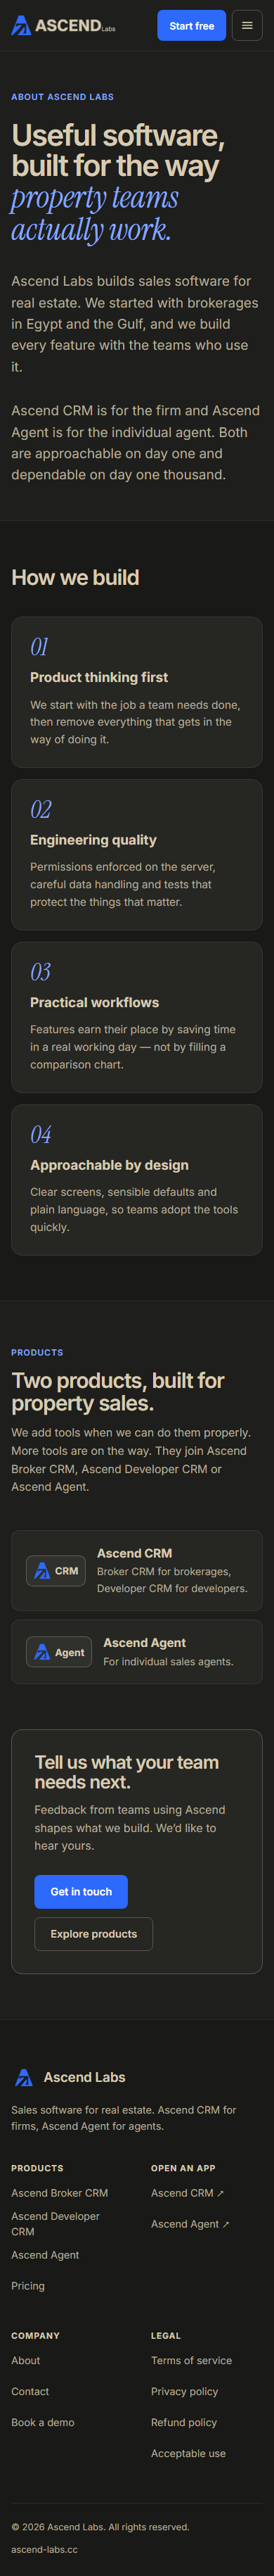 ASCEND Labs
Start free
ABOUT ASCEND LABS
Useful software,
built for the way
property teams
actually work.
Ascend Labs builds sales software for
real estate. We started with brokerages
in Egypt and the Gulf, and we build
every feature with the teams who use
it.
Ascend CRM is for the firm and Ascend
Agent is for the individual agent. Both
are approachable on day one and
dependable on day one thousand.
How we build
01
Product thinking first
We start with the job a team needs done,
then remove everything that gets in the
way of doing it.
02
Engineering quality
Permissions enforced on the server,
careful data handling and tests that
protect the things that matter.
03
Practical workflows
Features earn their place by saving time
in a real working day — not by filling a
comparison chart.
04
Approachable by design
Clear screens, sensible defaults and
plain language, so teams adopt the tools
quickly.
PRODUCTS
Two products, built for
property sales.
We add tools when we can do them properly.
More tools are on the way. They join Ascend
Broker CRM, Ascend Developer CRM or
Ascend Agent.
CRM
Ascend CRM
Broker CRM for brokerages,
Developer CRM for developers.
Agent
Ascend Agent
For individual sales agents.
Tell us what your team
needs next.
Feedback from teams using Ascend
shapes what we build. We’d like to
hear yours.
Get in touch
Explore products
Ascend Labs
Sales software for real estate. Ascend CRM for
firms, Ascend Agent for agents.
PRODUCTS
Ascend Broker CRM
Ascend Developer
CRM
Ascend Agent
Pricing
OPEN AN APP
Ascend CRM ↗
Ascend Agent ↗
COMPANY
About
Contact
Book a demo
LEGAL
Terms of service
Privacy policy
Refund policy
Acceptable use
© 2026 Ascend Labs. All rights reserved.
ascend-labs.cc